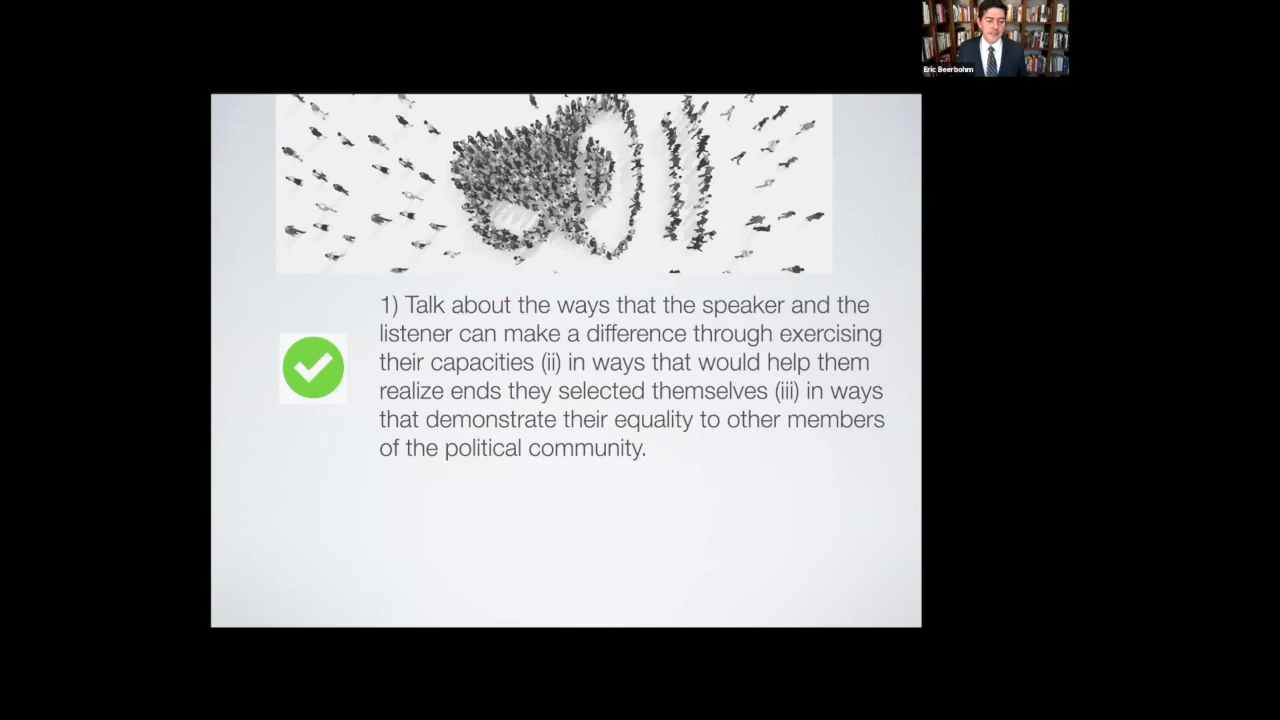 Eric Beerbohm
1) Talk about the ways that the speaker and the
listener can make a difference through exercising
their capacities (ii) in ways that would help them
realize ends they selected themselves (iii) in ways
that demonstrate their equality to other members
of the political community.